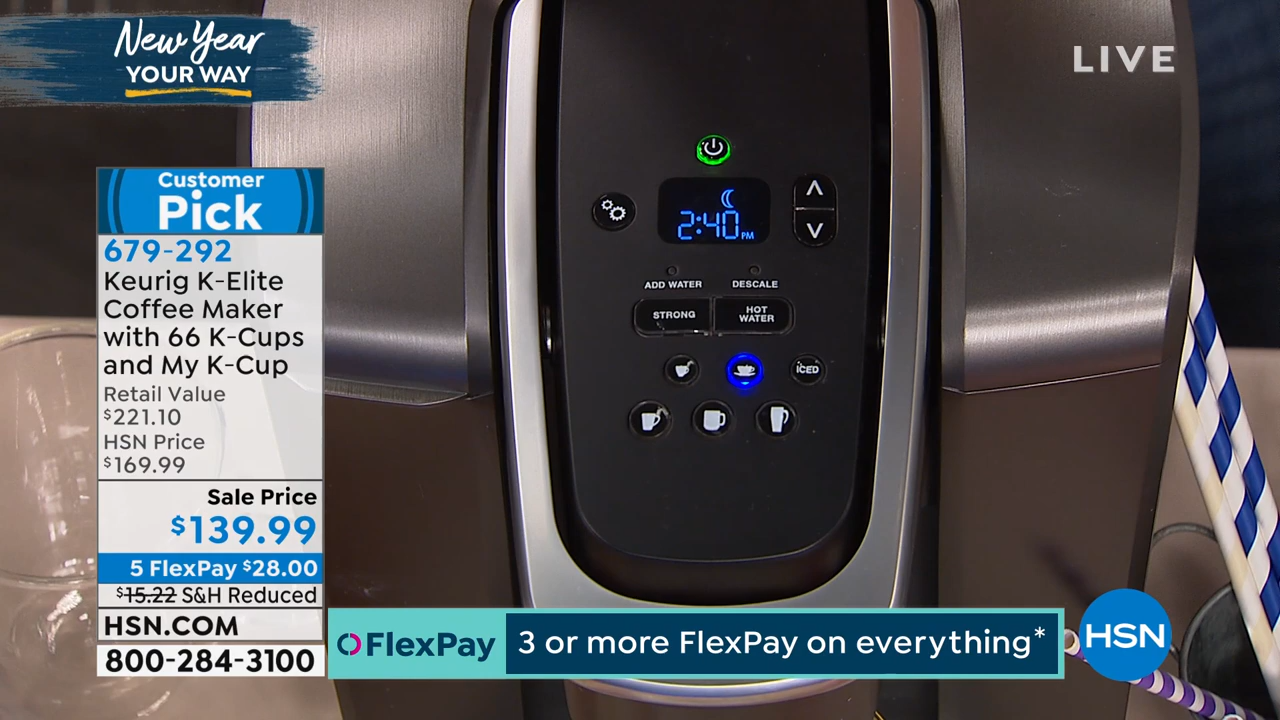 New Year
YOUR WAY
LIVE
Customer
Pick
679-292
Keurig K-Elite
Coffee Maker
with 66 K-Cups
and My K-Cup
Retail Value
$221.10
HSN Price
$169.99
Sale Price
$139.99
5 FlexPay $28.00
$15.22 S&H Reduced
HSN.COM
800-284-3100
2:40 PM
ADD WATER DESCALE
STRONG HOT WATER
ICED
FlexPay 3 or more FlexPay on everything*
HSN